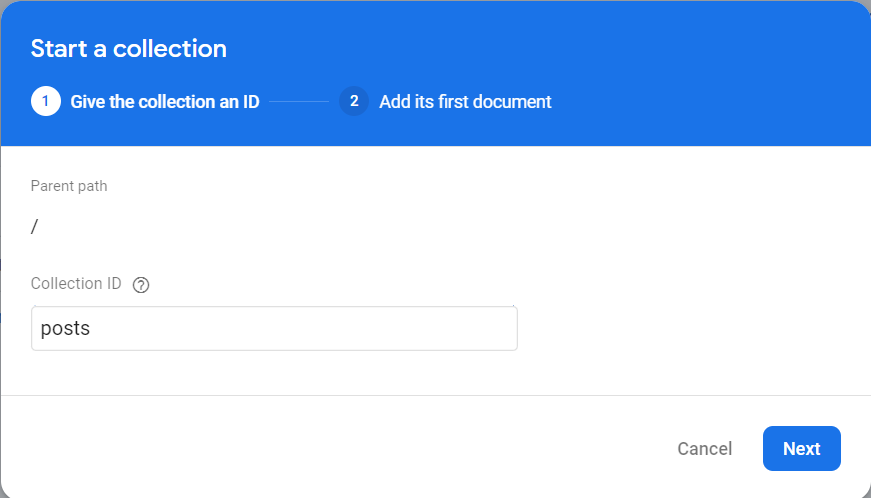 Start a collection
1 Give the collection an ID 2 Add its first document
Parent path
/
Collection ID ?
posts
Cancel Next